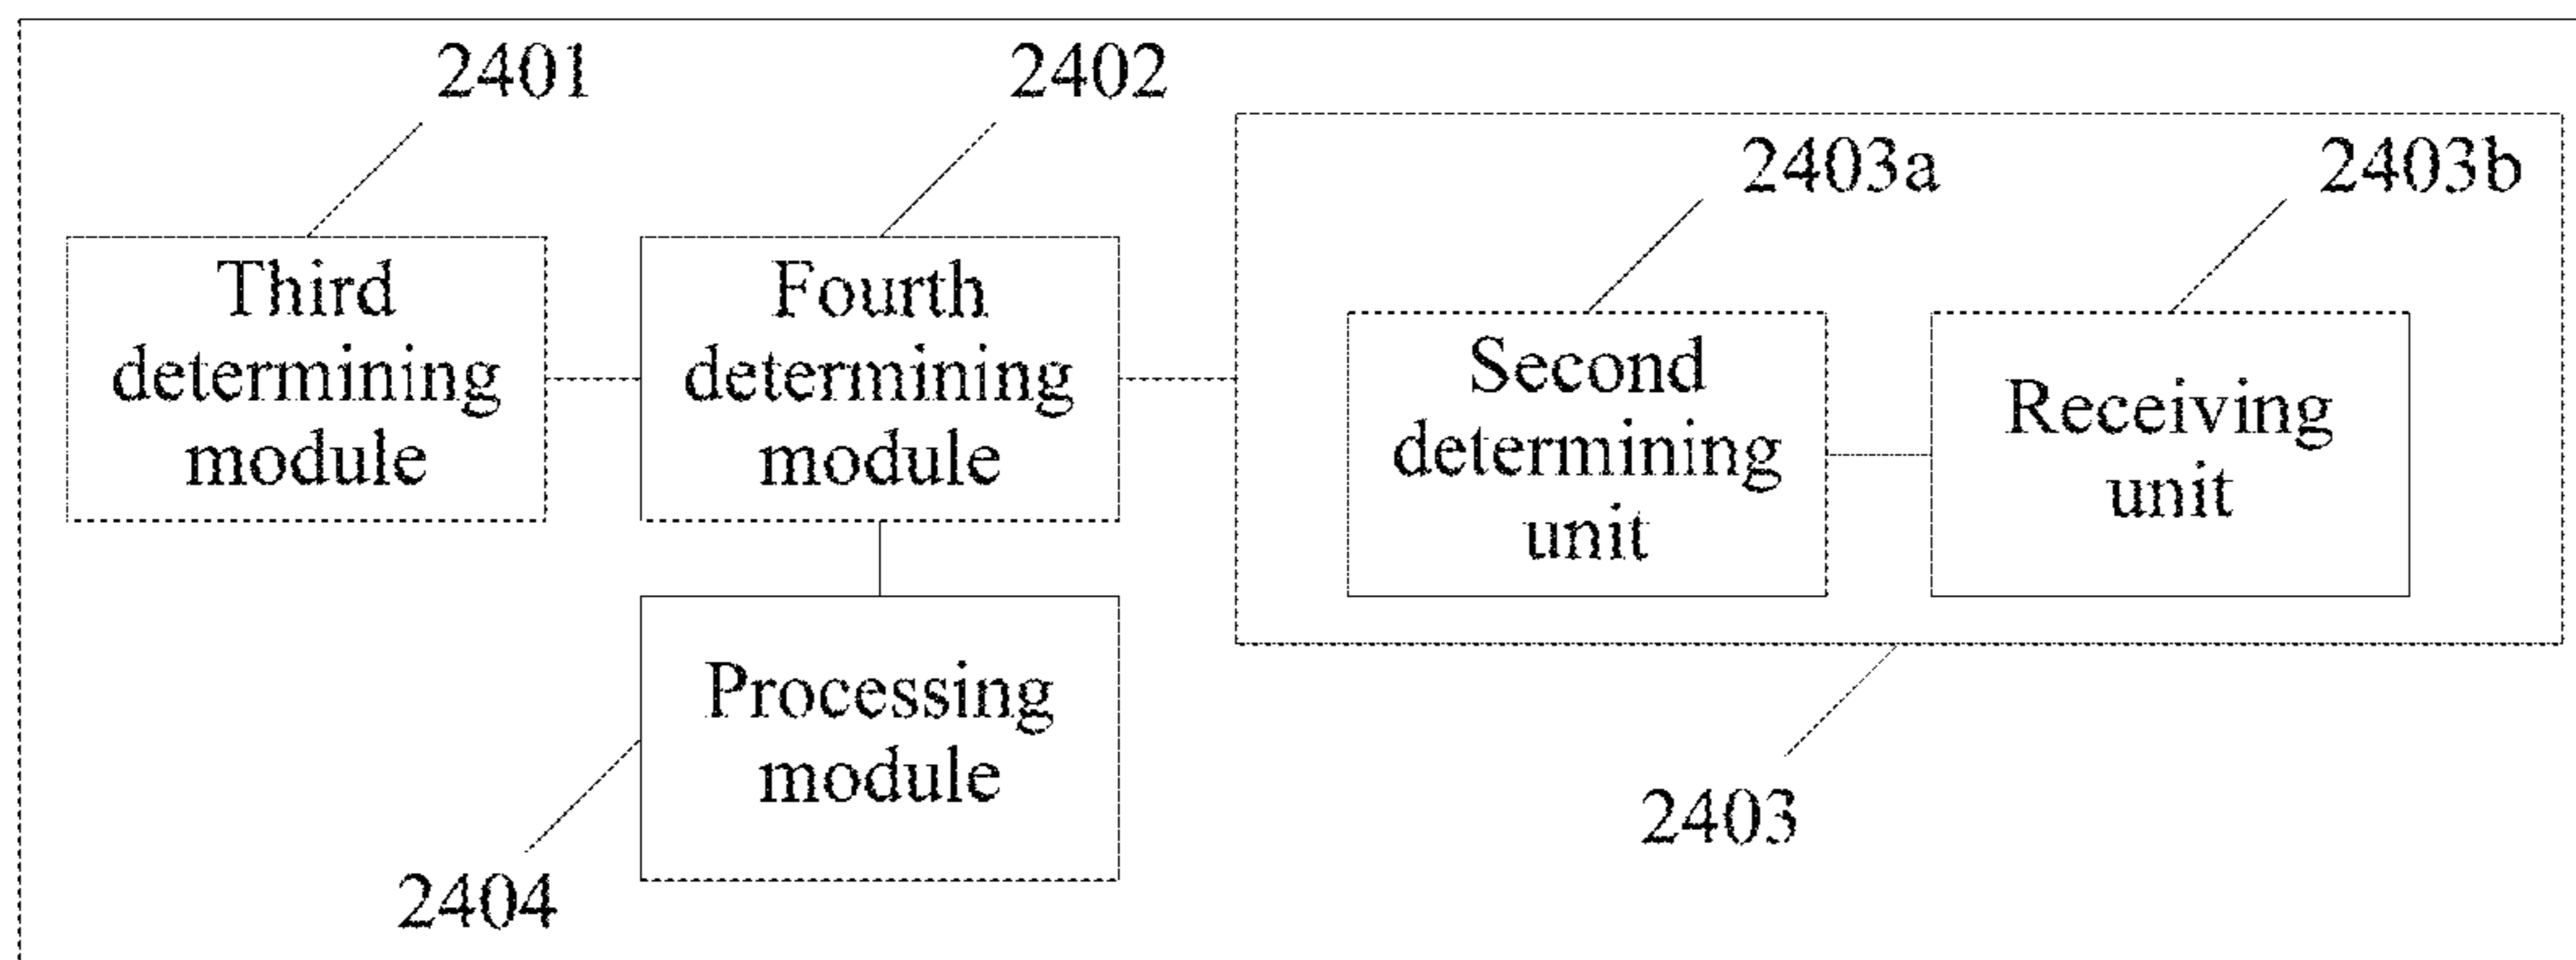 2401
2402
2403a
2403b
Third
determining
module
Fourth
determining
module
Second
determining
unit
Receiving
unit
Processing
module
2403
2404